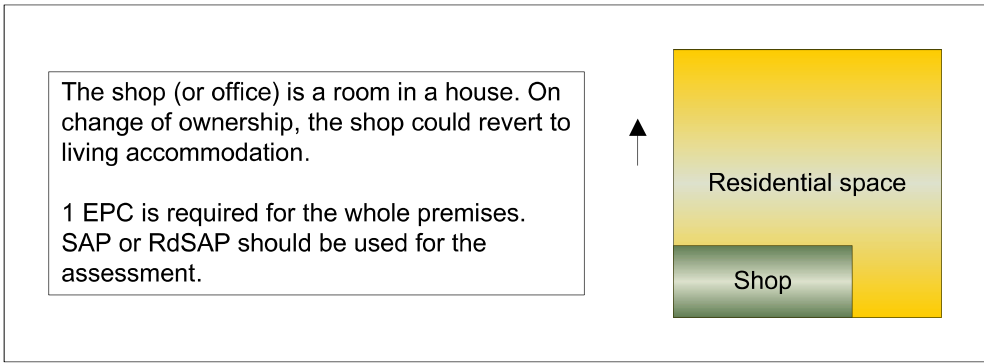 The shop (or office) is a room in a house. On
change of ownership, the shop could revert to
living accommodation.
1 EPC is required for the whole premises.
SAP or RdSAP should be used for the
assessment.
Residential space
Shop